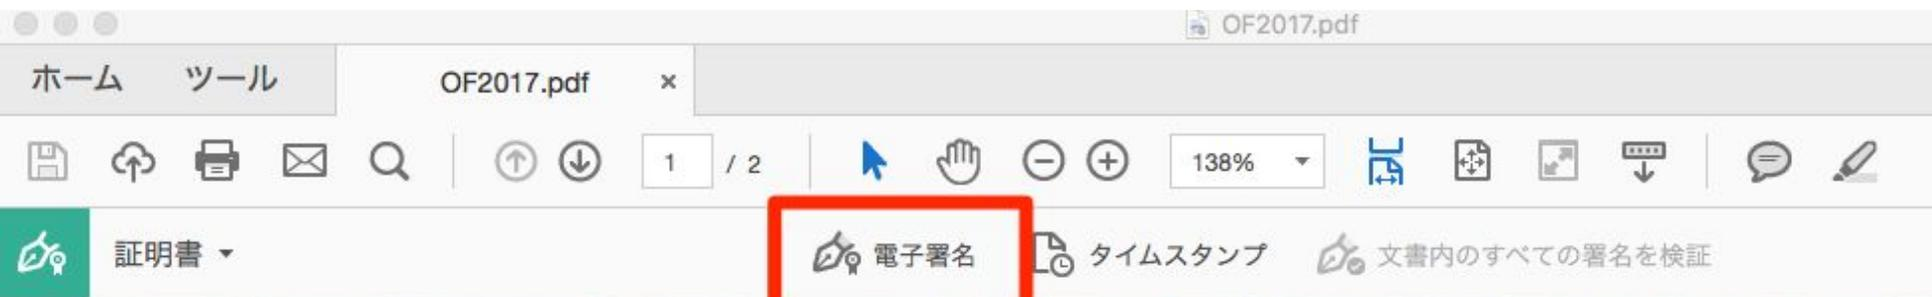 OF2017.pdf
ホーム ツール OF2017.pdf ×
1 / 2 138%
証明書 電子署名 タイムスタンプ 文書内のすべての署名を検証